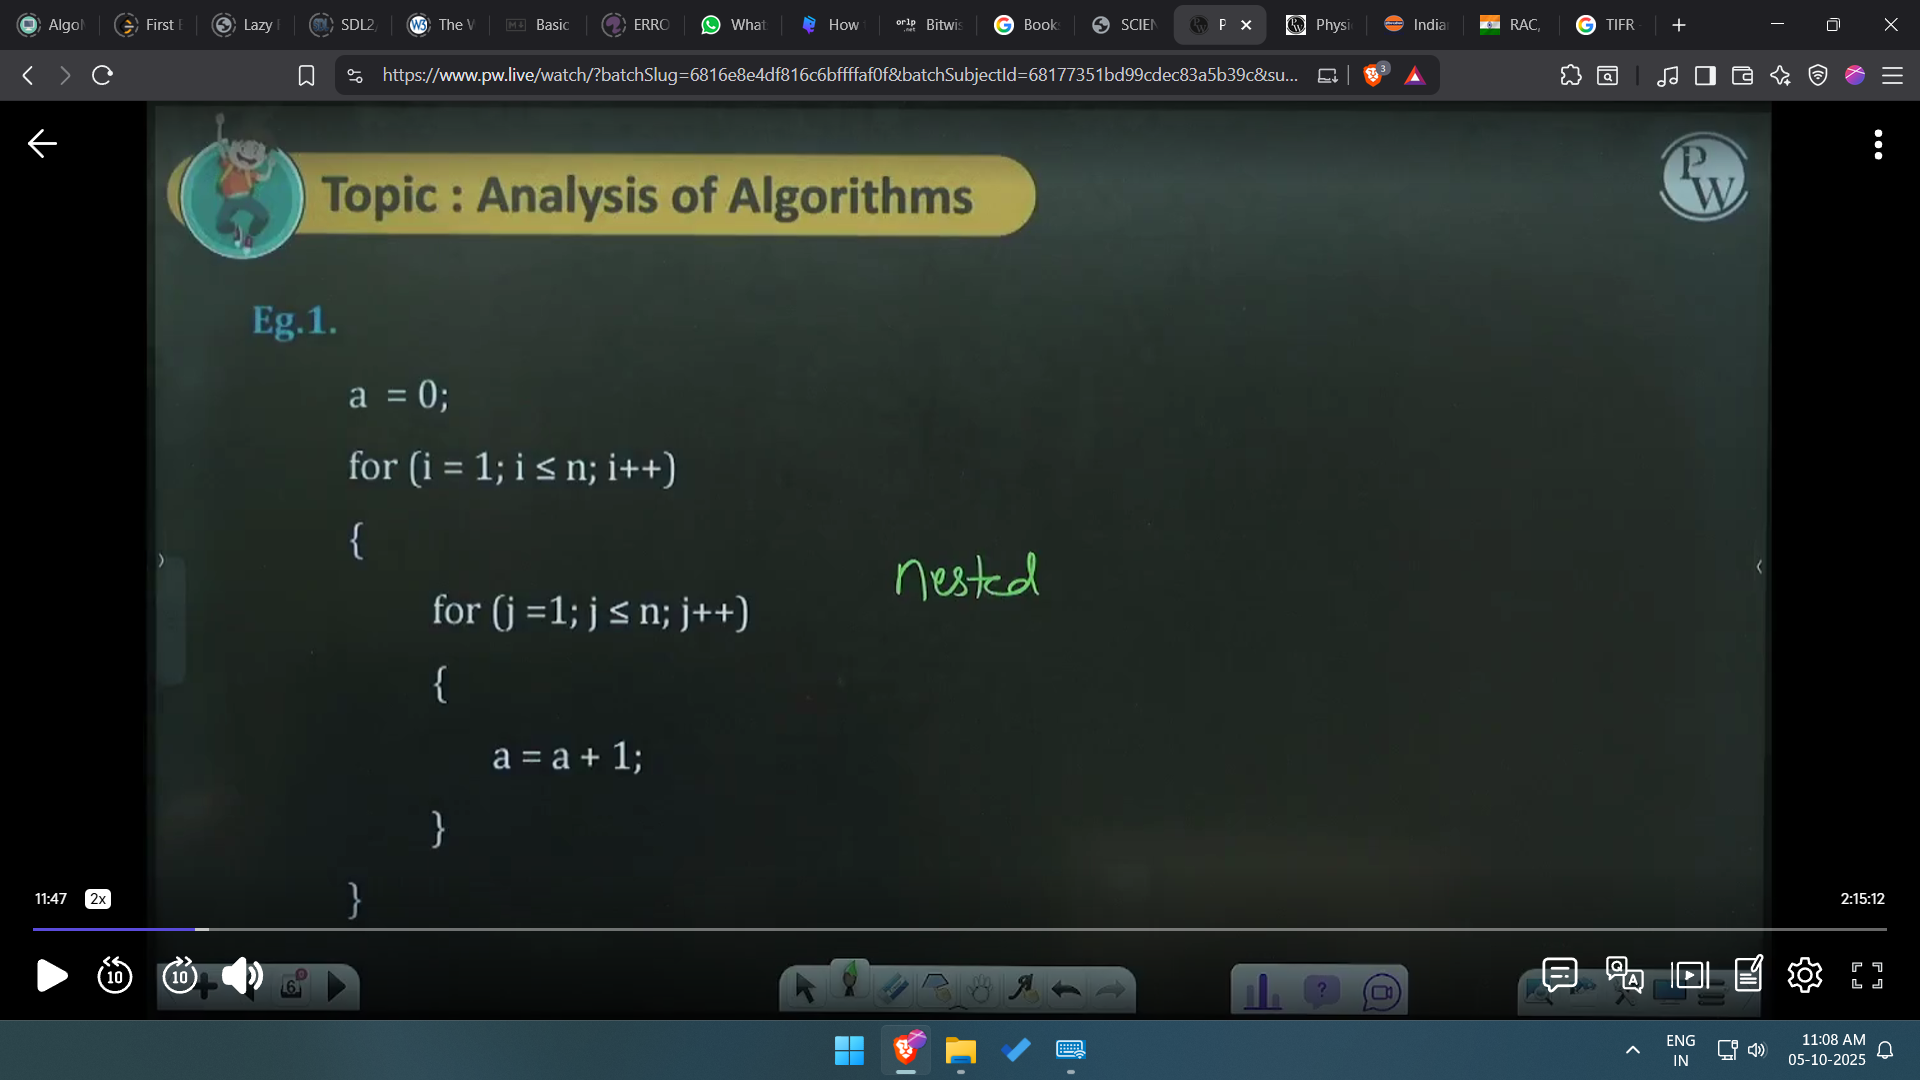 Algo First E Lazy SDL2, The W Basic ERRO What How Bitwis Book SCIEN P Physi India RAC, TIFR
https://www.pw.live/watch/?batchSlug=6816e8e4df816c6bffffaf0f&batchSubjectId=68177351bd99cdec83a5b39c&su...
3
Topic : Analysis of Algorithms
PW
Eg.1.
a = 0;
for (i = 1; i ≤ n; i++)
{
nested
for (j =1; j ≤ n; j++)
{
a = a + 1;
}
}
11:47 2x 2:15:12
10 10
Q A
ENG 11:08 AM
IN 05-10-2025